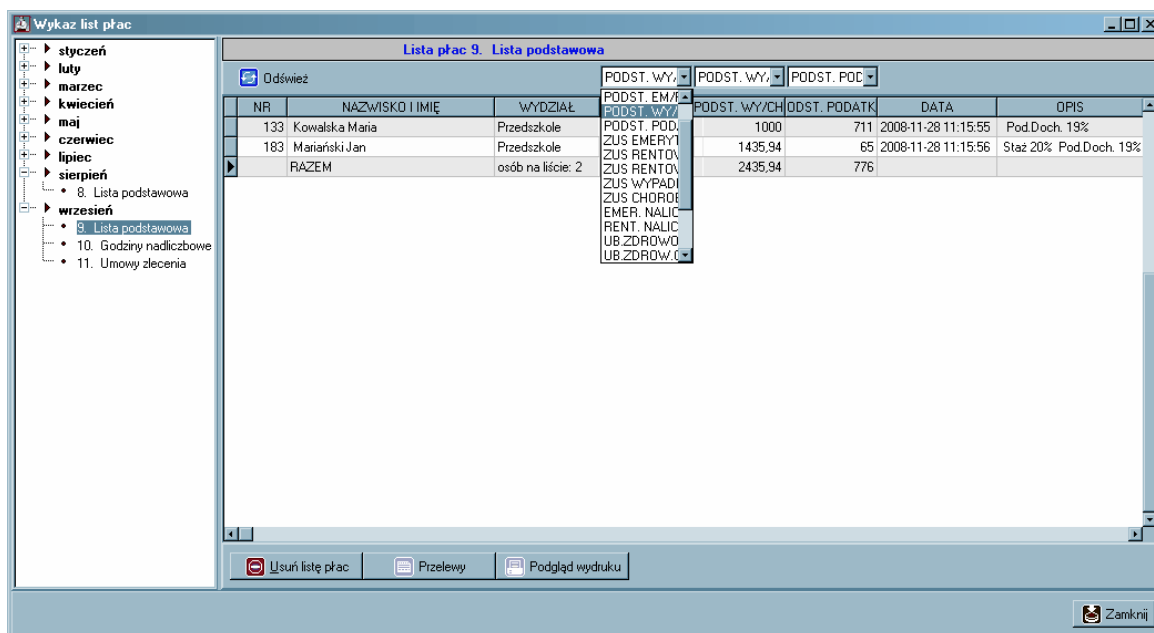 Wykaz list płac
styczeń
luty
marzec
kwiecień
maj
czerwiec
lipiec
sierpień
8. Lista podstawowa
wrzesień
9. Lista podstawowa
10. Godziny nadliczbowe
11. Umowy zlecenia
Lista płac 9. Lista podstawowa
Odśwież PODST. WY/ PODST. WY/ PODST. POD
NR NAZWISKO I IMIĘ WYDZIAŁ PODST. WY/CH ODST. PODATK DATA OPIS
133 Kowalska Maria Przedszkole 1000 711 2008-11-28 11:15:55 Pod.Doch. 19%
183 Mariański Jan Przedszkole 1435,94 65 2008-11-28 11:15:56 Staż 20% Pod.Doch. 19%
RAZEM osób na liście: 2 2435,94 776
PODST. EM/R
PODST. WY/
PODST. POD
ZUS EMERYT
ZUS RENTOW
ZUS RENTOW
ZUS WYPADI
ZUS CHOROB
EMER. NALIC
RENT. NALIC
UB.ZDROWO
UB.ZDROW.O
Usuń listę płac Przelewy Podgląd wydruku
Zamknij